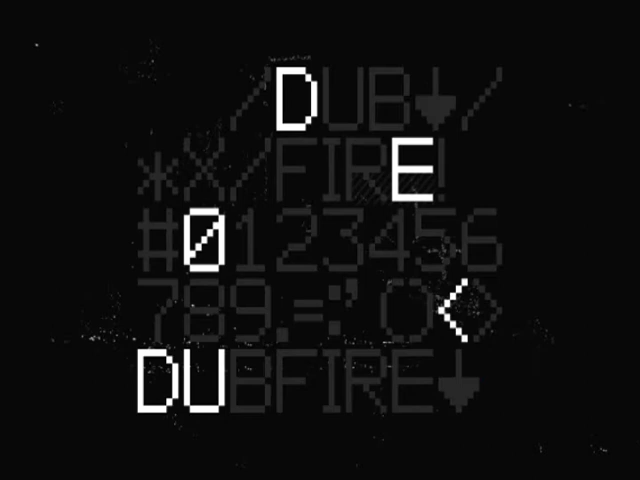 /DUB↓/
*X/FIRE!
#0123456
789.=:' ()<>
DUBFIRE↓